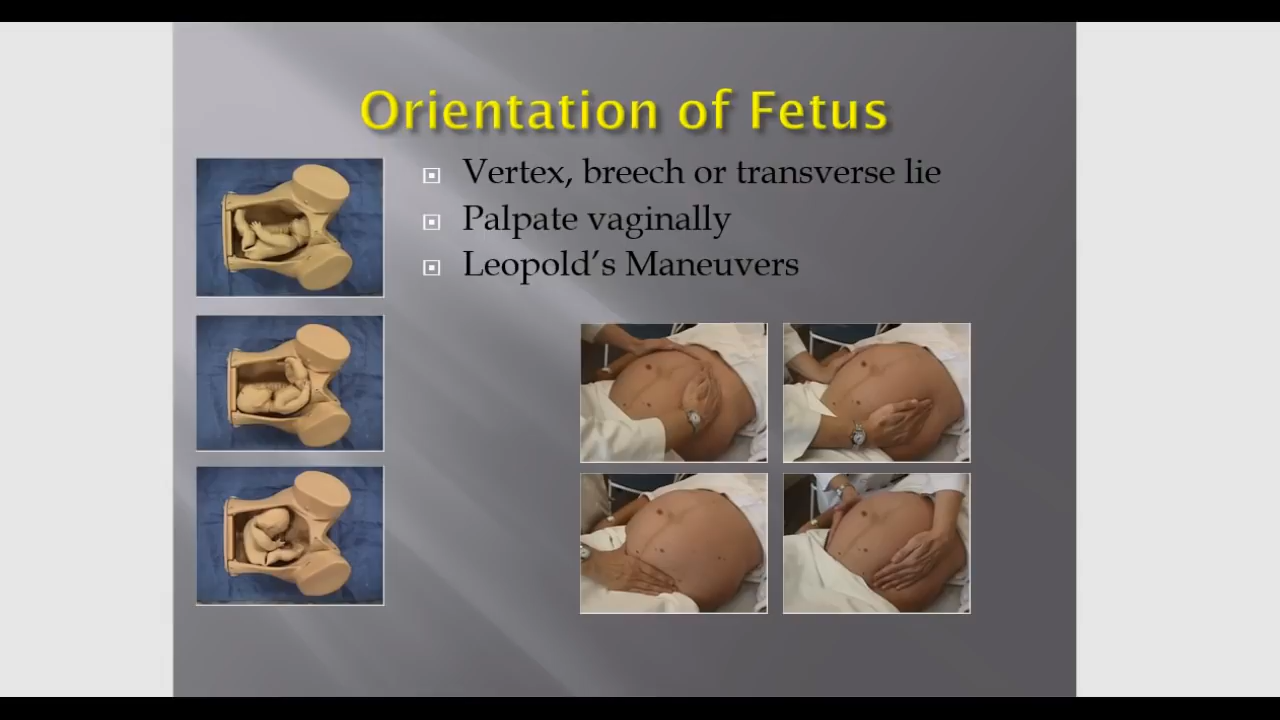 Orientation of Fetus
Vertex, breech or transverse lie
Palpate vaginally
Leopold's Maneuvers